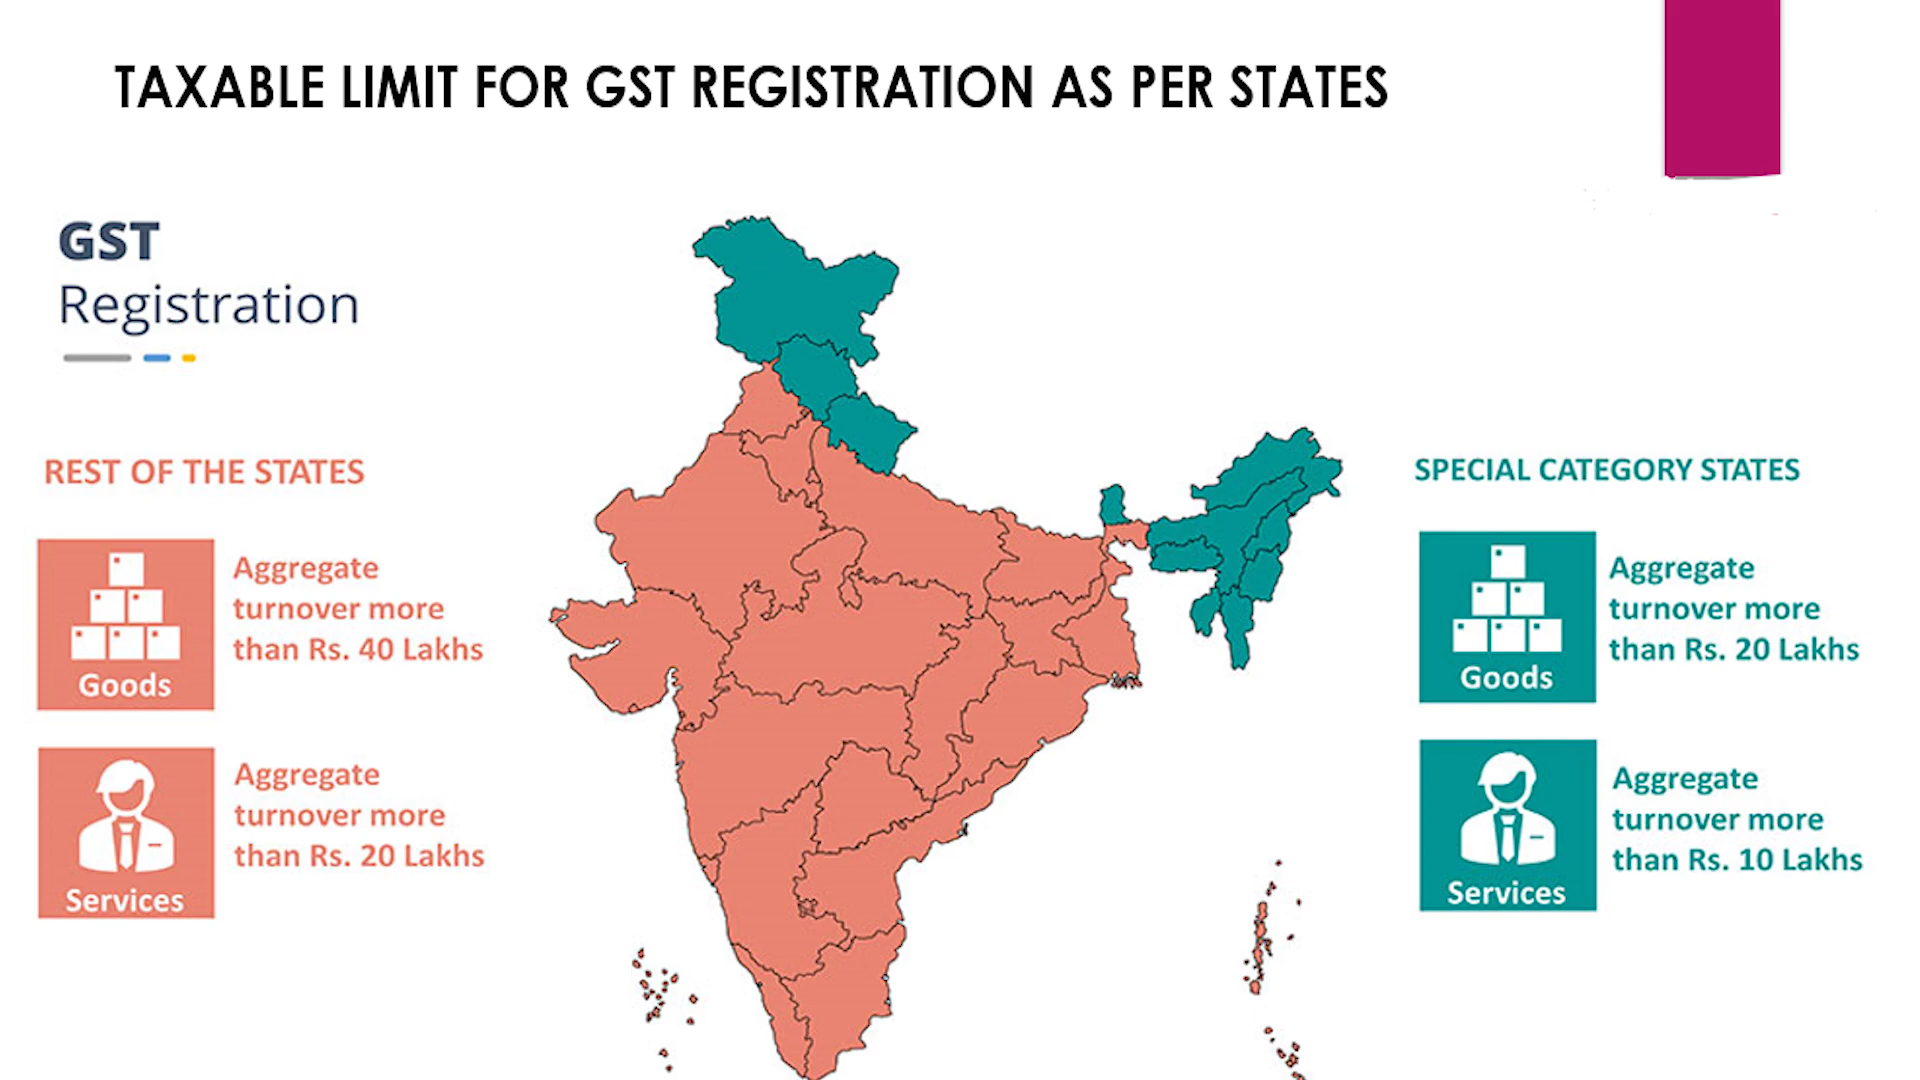 TAXABLE LIMIT FOR GST REGISTRATION AS PER STATES
GST
Registration
REST OF THE STATES
Goods
Aggregate
turnover more
than Rs. 40 Lakhs
Services
Aggregate
turnover more
than Rs. 20 Lakhs
SPECIAL CATEGORY STATES
Goods
Aggregate
turnover more
than Rs. 20 Lakhs
Services
Aggregate
turnover more
than Rs. 10 Lakhs